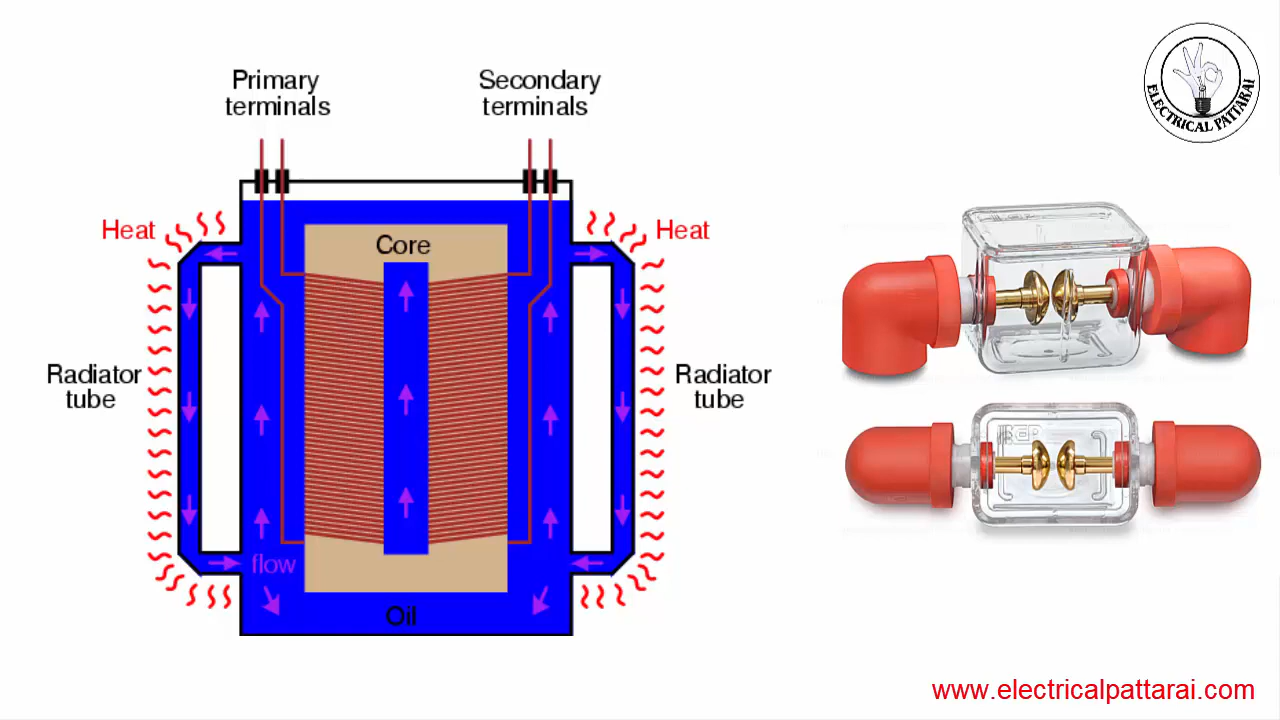 Primary
terminals
Secondary
terminals
ELECTRICAL PATTARAI
Heat
Heat
Core
Radiator
tube
Radiator
tube
flow
Oil
www.electricalpattarai.com